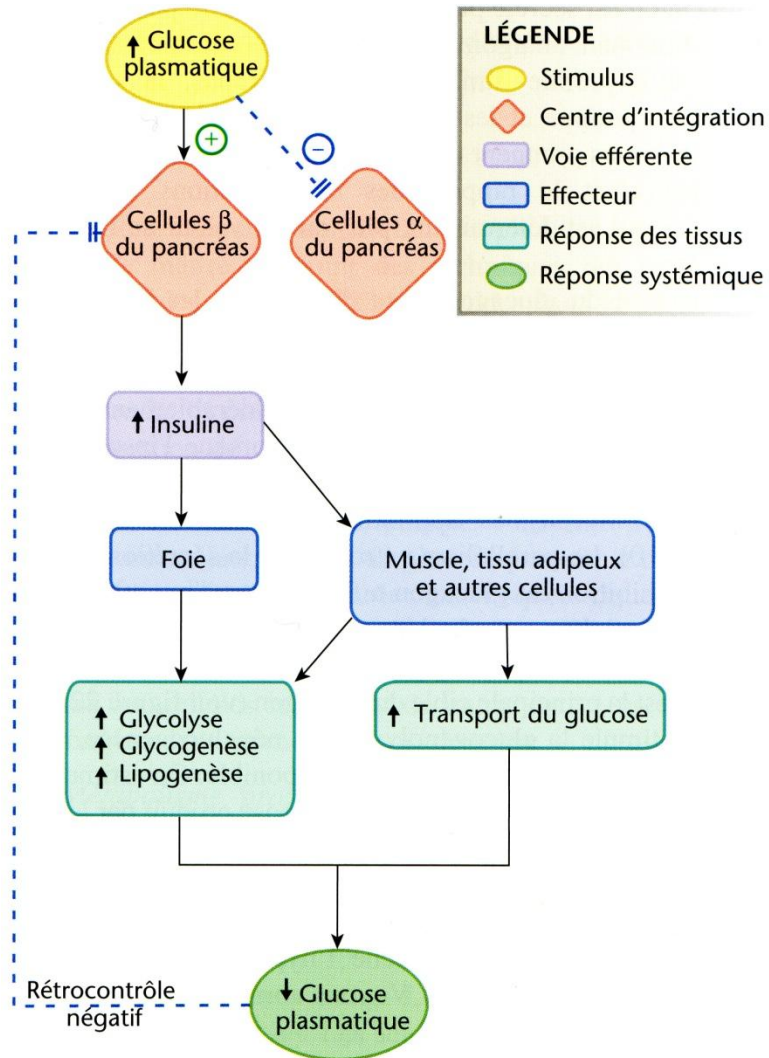 ↑ Glucose
plasmatique
+
−
Cellules β
du pancréas
Cellules α
du pancréas
↑ Insuline
Foie
Muscle, tissu adipeux
et autres cellules
↑ Glycolyse
↑ Glycogenèse
↑ Lipogenèse
↑ Transport du glucose
Rétrocontrôle
négatif
↓ Glucose
plasmatique
LÉGENDE
Stimulus
Centre d'intégration
Voie efférente
Effecteur
Réponse des tissus
Réponse systémique